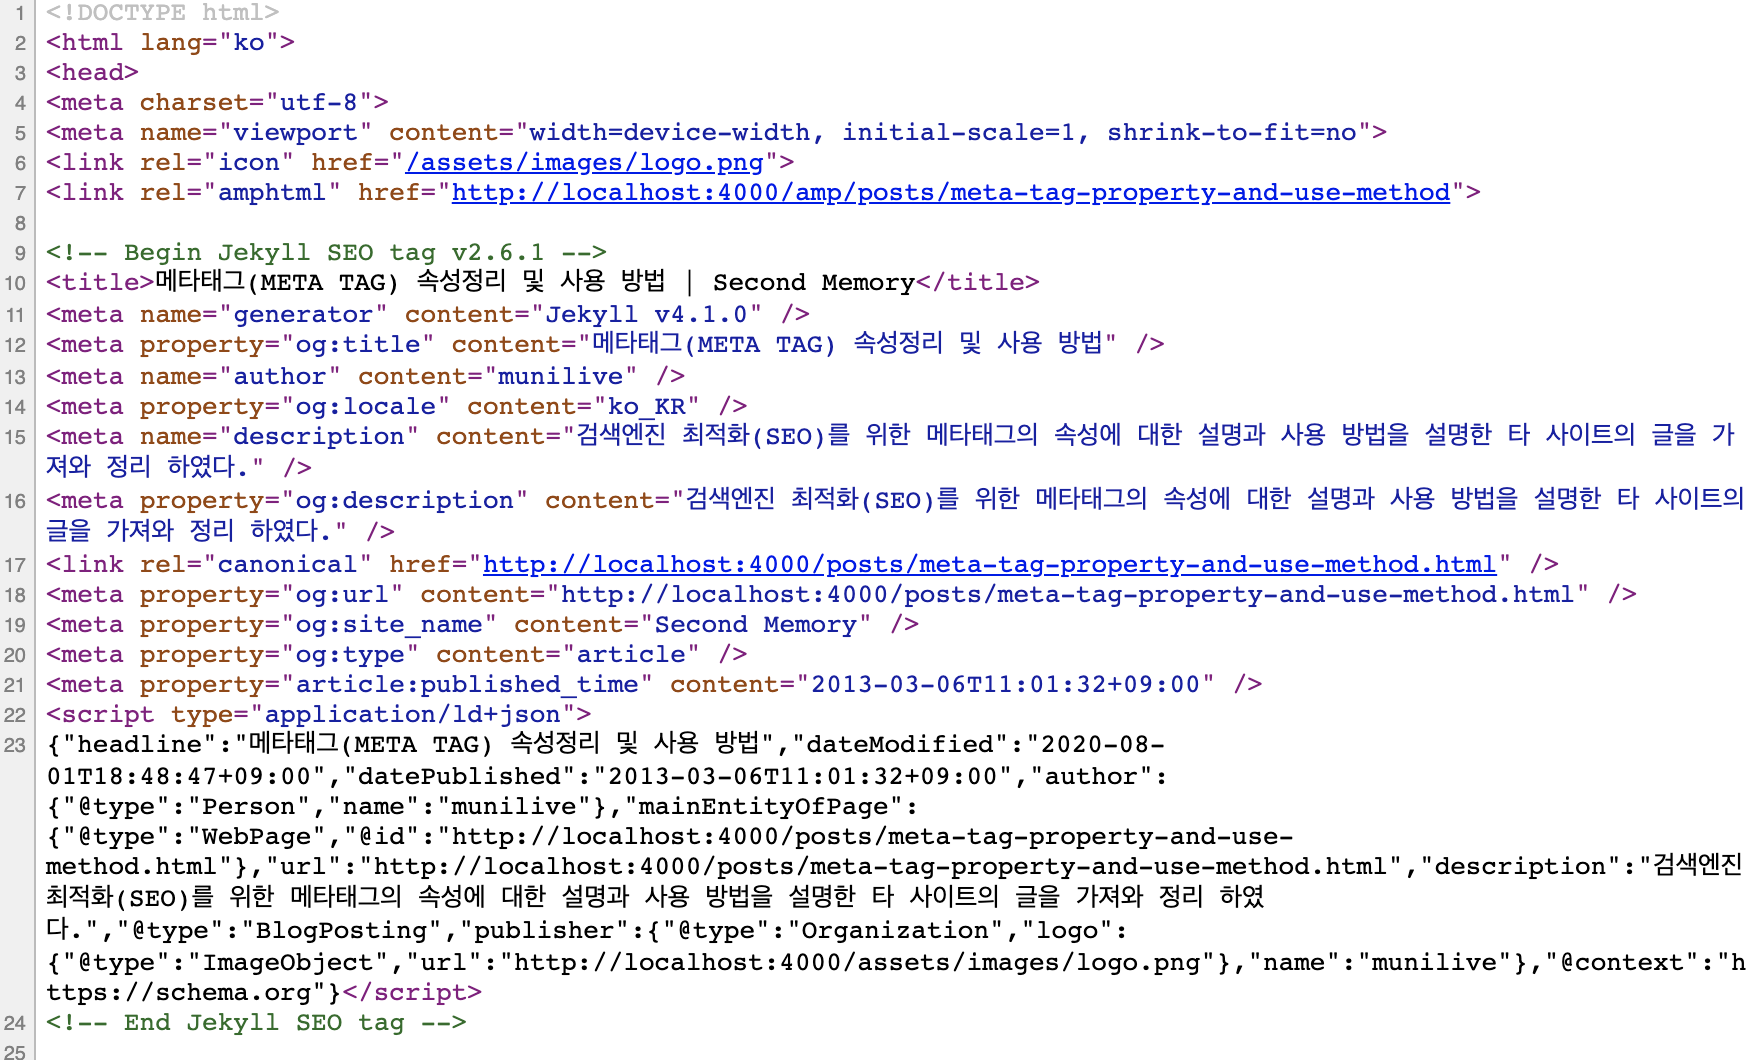 1 <!DOCTYPE html>
2 <html lang="ko">
3 <head>
4 <meta charset="utf-8">
5 <meta name="viewport" content="width=device-width, initial-scale=1, shrink-to-fit=no">
6 <link rel="icon" href="/assets/images/logo.png">
7 <link rel="amphtml" href="http://localhost:4000/amp/posts/meta-tag-property-and-use-method">
8
9 <!-- Begin Jekyll SEO tag v2.6.1 -->
10 <title>메타태그(META TAG) 속성정리 및 사용 방법 | Second Memory</title>
11 <meta name="generator" content="Jekyll v4.1.0" />
12 <meta property="og:title" content="메타태그(META TAG) 속성정리 및 사용 방법" />
13 <meta name="author" content="munilive" />
14 <meta property="og:locale" content="ko_KR" />
15 <meta name="description" content="검색엔진 최적화(SEO)를 위한 메타태그의 속성에 대한 설명과 사용 방법을 설명한 타 사이트의 글을 가
져와 정리 하였다." />
16 <meta property="og:description" content="검색엔진 최적화(SEO)를 위한 메타태그의 속성에 대한 설명과 사용 방법을 설명한 타 사이트의
글을 가져와 정리 하였다." />
17 <link rel="canonical" href="http://localhost:4000/posts/meta-tag-property-and-use-method.html" />
18 <meta property="og:url" content="http://localhost:4000/posts/meta-tag-property-and-use-method.html" />
19 <meta property="og:site_name" content="Second Memory" />
20 <meta property="og:type" content="article" />
21 <meta property="article:published_time" content="2013-03-06T11:01:32+09:00" />
22 <script type="application/ld+json">
23 {"headline":"메타태그(META TAG) 속성정리 및 사용 방법","dateModified":"2020-08-
01T18:48:47+09:00","datePublished":"2013-03-06T11:01:32+09:00","author":
{"@type":"Person","name":"munilive"},"mainEntityOfPage":
{"@type":"WebPage","@id":"http://localhost:4000/posts/meta-tag-property-and-use-
method.html"},"url":"http://localhost:4000/posts/meta-tag-property-and-use-method.html","description":"검색엔진
최적화(SEO)를 위한 메타태그의 속성에 대한 설명과 사용 방법을 설명한 타 사이트의 글을 가져와 정리 하였
다.","@type":"BlogPosting","publisher":{"@type":"Organization","logo":
{"@type":"ImageObject","url":"http://localhost:4000/assets/images/logo.png"},"name":"munilive"},"@context":"h
ttps://schema.org"}</script>
24 <!-- End Jekyll SEO tag -->
25